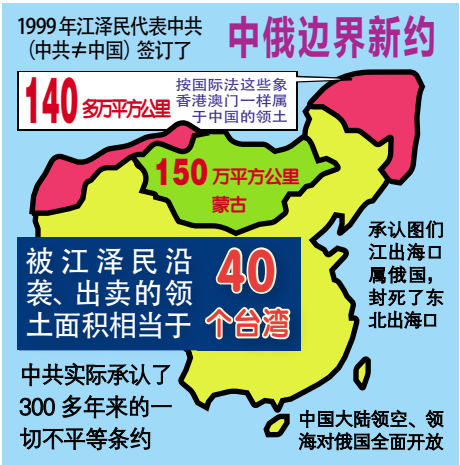 1999年江泽民代表中共
（中共≠中国）签订了
中俄边界新约
140多万平方公里
按国际法这些象
香港澳门一样属
于中国的领土
150万平方公里
蒙古
被江泽民沿
袭、出卖的领
土面积相当于
40
个台湾
承认图们
江出海口
属俄国，
封死了东
北出海口
中共实际承认了
300多年来的一
切不平等条约
中国大陆领空、领
海对俄国全面开放